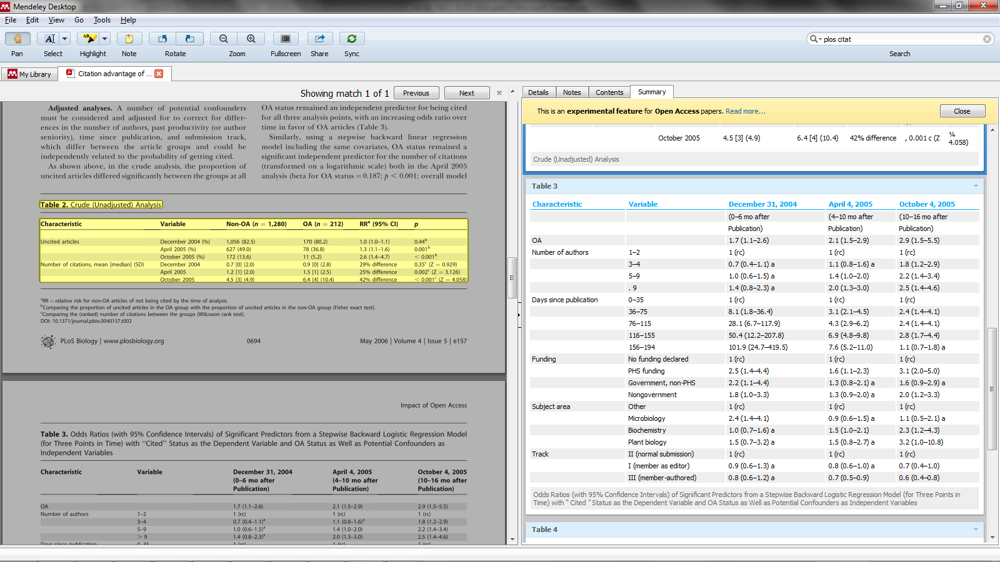 Mendeley Desktop
File Edit View Go Tools Help
Pan Select Highlight Note Rotate Zoom Fullscreen Share Sync
plos citat
Search
My Library
Citation advantage of ...
Showing match 1 of 1 Previous Next
Adjusted analyses. A number of potential confounders
must be considered and adjusted for to correct for differ-
ences in the number of authors, past productivity (or author
seniority), time since publication, and submission track,
which differ between the article groups and could be
independently related to the probability of getting cited.
As shown above, in the crude analysis, the proportion of
uncited articles differed significantly between the groups at all
OA status remained an independent predictor for being cited
for all three analysis points, with an increasing odds ratio over
time in favor of OA articles (Table 3).
Similarly, using a stepwise backward linear regression
model including the same covariates, OA status remained a
significant independent predictor for the number of citations
(transformed on a logarithmic scale) both in the April 2005
analysis (beta for OA status = 0.187; p < 0.001; overall model
Table 2. Crude (Unadjusted) Analysis
Characteristic Variable Non-OA (n = 1,280) OA (n = 212) RRa (95% CI) p
Uncited articles December 2004 (%) 1,056 (82.5) 170 (80.2) 1.0 (1.0–1.1) 0.44b
April 2005 (%) 627 (49.0) 78 (36.8) 1.3 (1.1–1.6) 0.001b
October 2005 (%) 172 (13.6) 11 (5.2) 2.6 (1.4–4.7) < 0.001b
Number of citations, mean [median] (SD) December 2004 0.7 [0] (2.0) 0.9 [0] (2.8) 29% difference 0.35c (Z = 0.929)
April 2005 1.2 [1] (2.0) 1.5 [1] (2.5) 25% difference 0.002c (Z = 3.126)
October 2005 4.5 [3] (4.9) 6.4 [4] (10.4) 42% difference < 0.001c (Z = 4.058)
aRR = relative risk for non-OA articles of not being cited by the time of analysis.
bComparing the proportion of uncited articles in the OA group with the proportion of uncited articles in the non-OA group (Fisher exact test).
cComparing the (ranked) number of citations between the groups (Wilcoxon rank test).
DOI: 10.1371/journal.pbio.0040157.t002
PLoS Biology | www.plosbiology.org 0694 May 2006 | Volume 4 | Issue 5 | e157
Impact of Open Access
Table 3. Odds Ratios (with 95% Confidence Intervals) of Significant Predictors from a Stepwise Backward Logistic Regression Model
(for Three Points in Time) with “Cited” Status as the Dependent Variable and OA Status as Well as Potential Confounders as
Independent Variables
Characteristic Variable December 31, 2004 April 4, 2005 October 4, 2005
(0–6 mo after (4–10 mo after (10–16 mo after
Publication) Publication) Publication)
OA 1.7 (1.1–2.6) 2.1 (1.5–2.9) 2.9 (1.5–5.5)
Number of authors 1–2 1 (rc) 1 (rc) 1 (rc)
3–4 0.7 (0.4–1.1)a 1.1 (0.8–1.6)a 1.8 (1.2–2.9)
5–9 1.0 (0.6–1.5)a 1.4 (1.0–2.0) 2.2 (1.4–3.4)
> 9 1.4 (0.8–2.3)a 2.0 (1.3–3.0) 2.5 (1.4–4.6)
Days since publication 0–35 1 (rc) 1 (rc) 1 (rc)
Details Notes Contents Summary
This is an experimental feature for Open Access papers. Read more... Close
October 2005 4.5 [3] (4.9) 6.4 [4] (10.4) 42% difference , 0.001 c (Z ¼
4.058)
Crude (Unadjusted) Analysis
Table 3
Characteristic Variable December 31, 2004 April 4, 2005 October 4, 2005
(0–6 mo after (4–10 mo after (10–16 mo after
Publication) Publication) Publication)
OA 1.7 (1.1–2.6) 2.1 (1.5–2.9) 2.9 (1.5–5.5)
Number of authors 1–2 1 (rc) 1 (rc) 1 (rc)
3–4 0.7 (0.4–1.1) a 1.1 (0.8–1.6) a 1.8 (1.2–2.9)
5–9 1.0 (0.6–1.5) a 1.4 (1.0–2.0) 2.2 (1.4–3.4)
. 9 1.4 (0.8–2.3) a 2.0 (1.3–3.0) 2.5 (1.4–4.6)
Days since publication 0–35 1 (rc) 1 (rc) 1 (rc)
36–75 8.1 (1.8–36.4) 3.1 (2.1–4.5) 2.4 (1.4–4.1)
76–115 28.1 (6.7–117.9) 4.3 (2.9–6.2) 2.4 (1.4–4.1)
116–155 50.4 (12.2–207.8) 6.9 (4.8–9.8) 2.8 (1.7–4.4)
156–194 101.9 (24.7–419.5) 7.6 (5.2–11.0) 1.1 (0.7–1.8) a
Funding No funding declared 1 (rc) 1 (rc) 1 (rc)
PHS funding 2.5 (1.4–4.4) 1.6 (1.1–2.3) 3.1 (2.0–5.0)
Government, non-PHS 2.2 (1.1–4.4) 1.3 (0.8–2.1) a 1.6 (0.9–2.9) a
Nongovernment 1.8 (1.0–3.3) 1.3 (0.9–2.0) a 2.0 (1.2–3.3)
Subject area Other 1 (rc) 1 (rc) 1 (rc)
Microbiology 2.4 (1.4–4.1) 0.9 (0.6–1.5) a 1.1 (0.5–2.1) a
Biochemistry 1.0 (0.7–1.6) a 1.5 (1.0–2.1) 2.3 (1.2–4.3)
Plant biology 1.5 (0.7–3.2) a 1.5 (0.8–2.7) a 3.2 (1.0–10.8)
Track II (normal submission) 1 (rc) 1 (rc) 1 (rc)
I (member as editor) 0.9 (0.6–1.3) a 0.8 (0.6–1.0) a 0.7 (0.4–1.0)
III (member-authored) 0.8 (0.6–1.2) a 0.7 (0.5–0.9) 0.6 (0.4–0.8)
Odds Ratios (with 95% Confidence Intervals) of Significant Predictors from a Stepwise Backward Logistic Regression Model (for Three Points in
Time) with “ Cited ” Status as the Dependent Variable and OA Status as Well as Potential Confounders as Independent Variables
Table 4